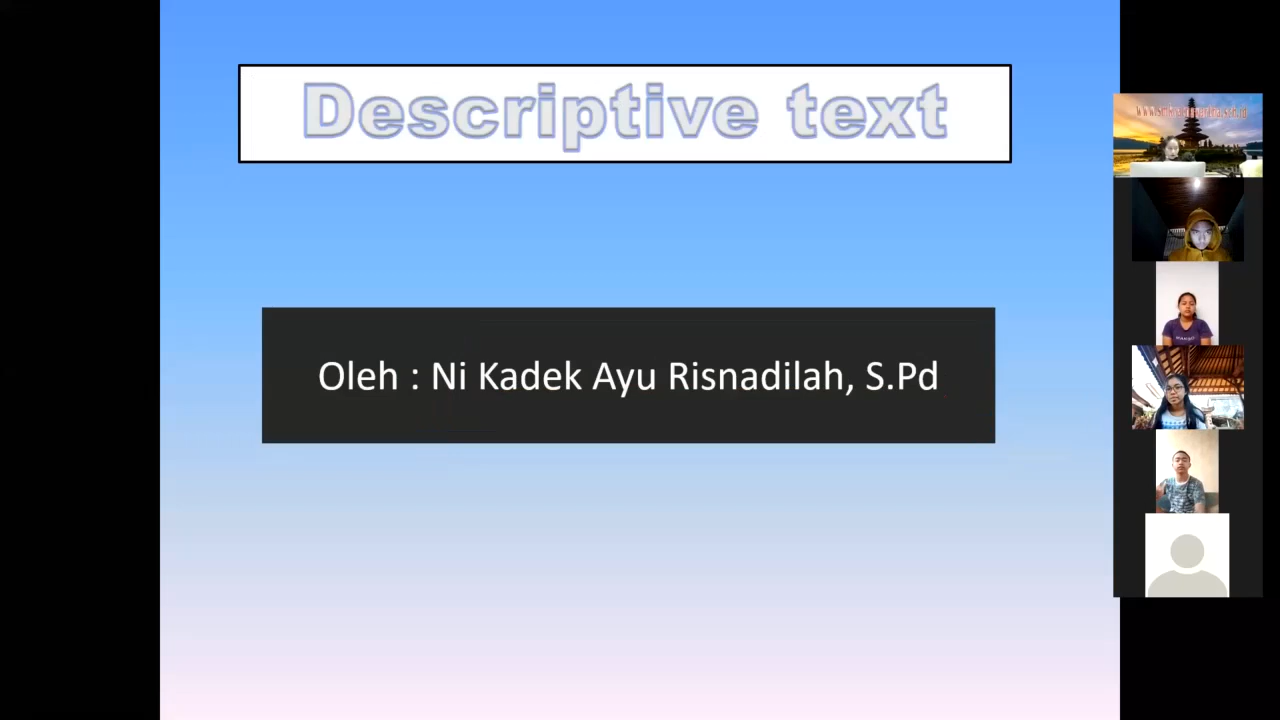 Descriptive text
Oleh : Ni Kadek Ayu Risnadilah, S.Pd